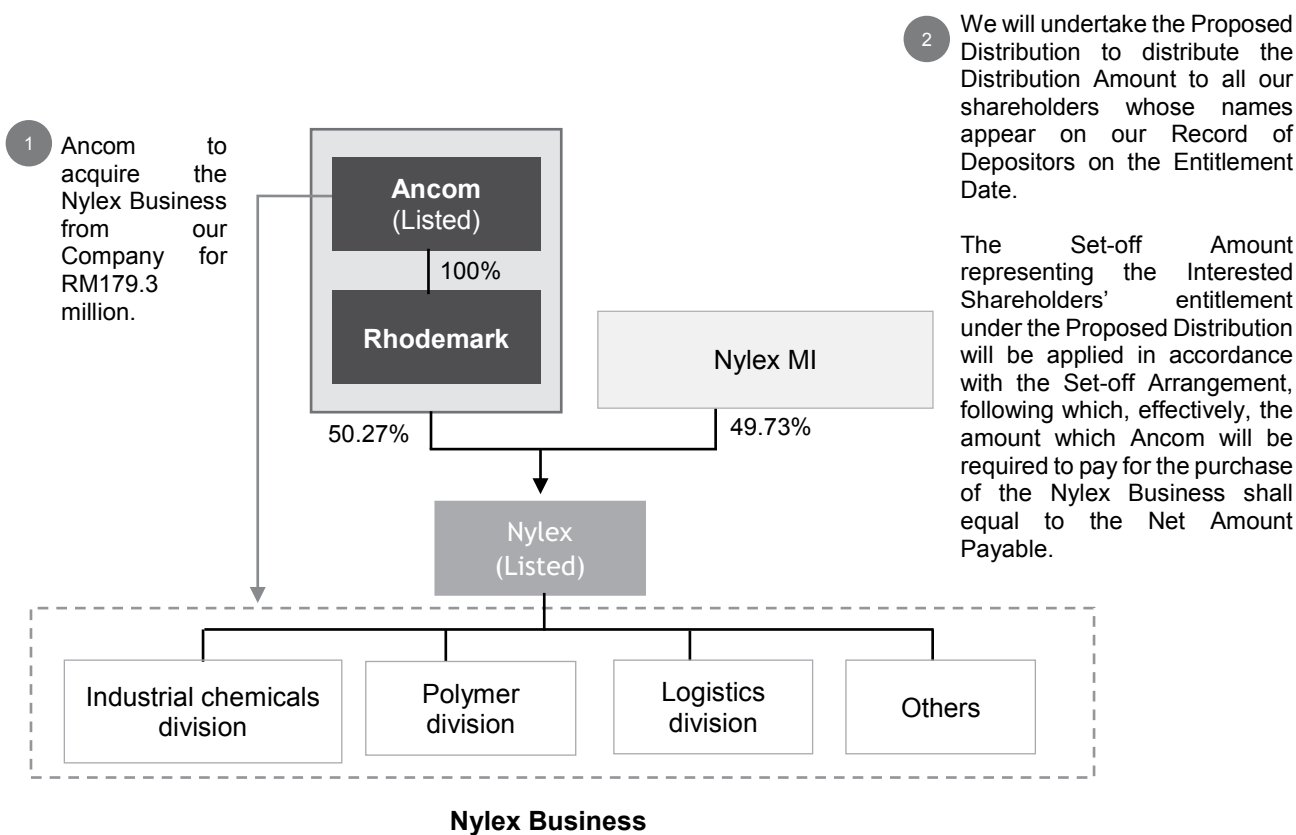 1
Ancom to
acquire the
Nylex Business
from our
Company for
RM179.3
million.
2
We will undertake the Proposed
Distribution to distribute the
Distribution Amount to all our
shareholders whose names
appear on our Record of
Depositors on the Entitlement
Date.
The Set-off Amount
representing the Interested
Shareholders’ entitlement
under the Proposed Distribution
will be applied in accordance
with the Set-off Arrangement,
following which, effectively, the
amount which Ancom will be
required to pay for the purchase
of the Nylex Business shall
equal to the Net Amount
Payable.
Ancom
(Listed)
100%
Rhodemark
Nylex MI
50.27%
49.73%
Nylex
(Listed)
Industrial chemicals
division
Polymer
division
Logistics
division
Others
Nylex Business